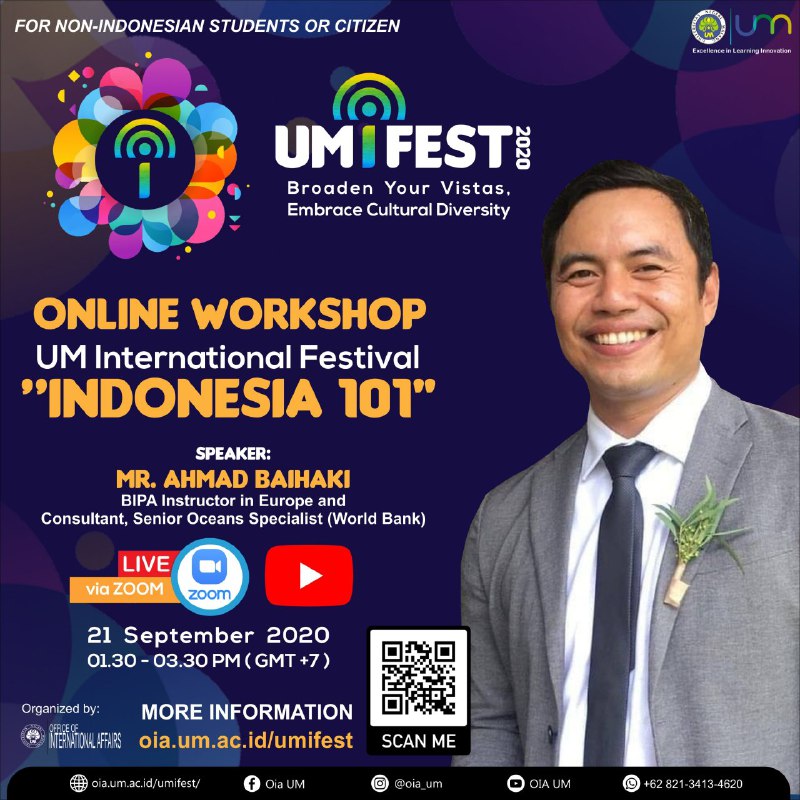 FOR NON-INDONESIAN STUDENTS OR CITIZEN
UM
um
Excellence in Learning Innovation
i
UMiFEST 2020
Broaden Your Vistas,
Embrace Cultural Diversity
ONLINE WORKSHOP
UM International Festival
"INDONESIA 101"
SPEAKER:
MR. AHMAD BAIHAKI
BIPA Instructor in Europe and
Consultant, Senior Oceans Specialist (World Bank)
LIVE
via ZOOM
zoom
21 September 2020
01.30 - 03.30 PM ( GMT +7 )
Organized by:
OFFICE OF
INTERNATIONAL AFFAIRS
MORE INFORMATION
oia.um.ac.id/umifest
SCAN ME
oia.um.ac.id/umifest/
Oia UM
@oia_um
OIA UM
+62 821-3413-4620